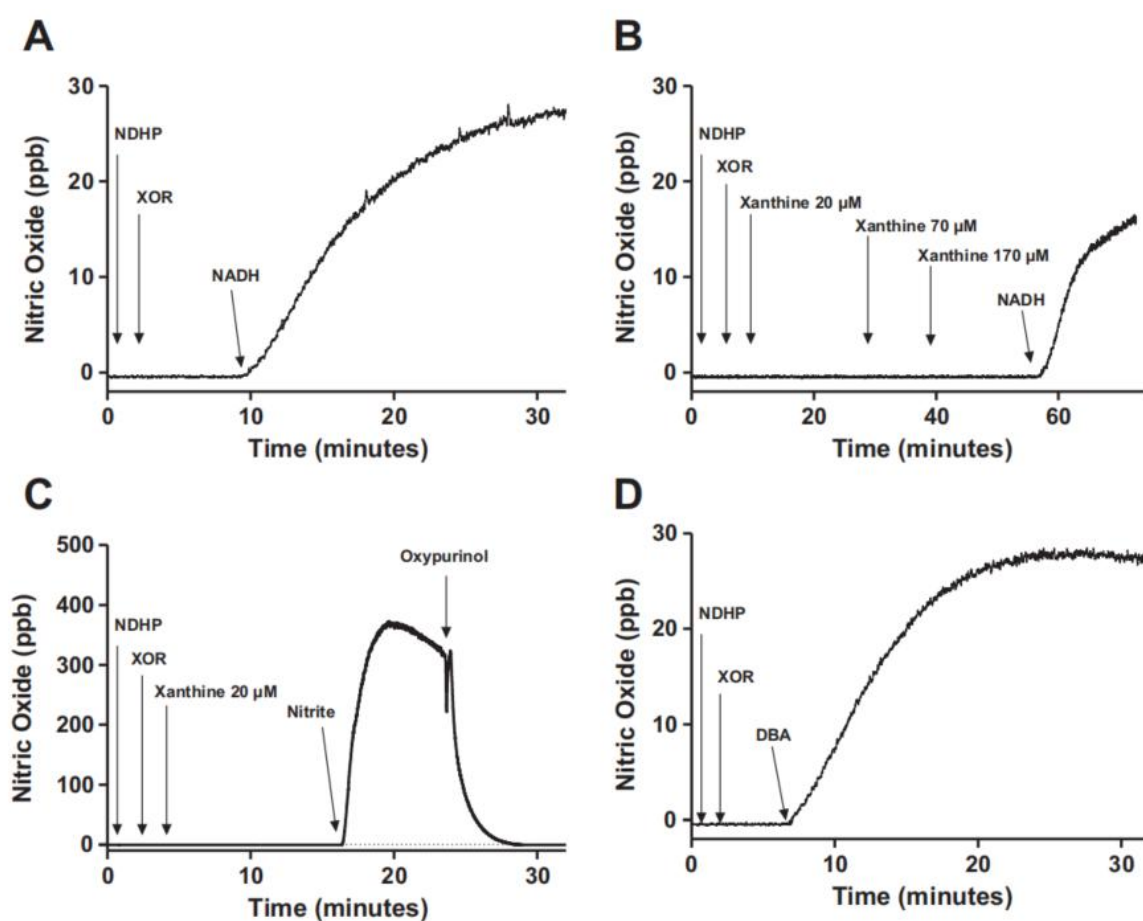 A
Nitric Oxide (ppb)
30
20
10
0
NDHP
XOR
NADH
0 10 20 30
Time (minutes)
B
Nitric Oxide (ppb)
30
20
10
0
NDHP
XOR
Xanthine 20 µM
Xanthine 70 µM
Xanthine 170 µM
NADH
0 20 40 60
Time (minutes)
C
Nitric Oxide (ppb)
500
400
300
200
100
0
Oxypurinol
NDHP
XOR
Xanthine 20 µM
Nitrite
0 10 20 30
Time (minutes)
D
Nitric Oxide (ppb)
30
20
10
0
NDHP
XOR
DBA
0 10 20 30
Time (minutes)